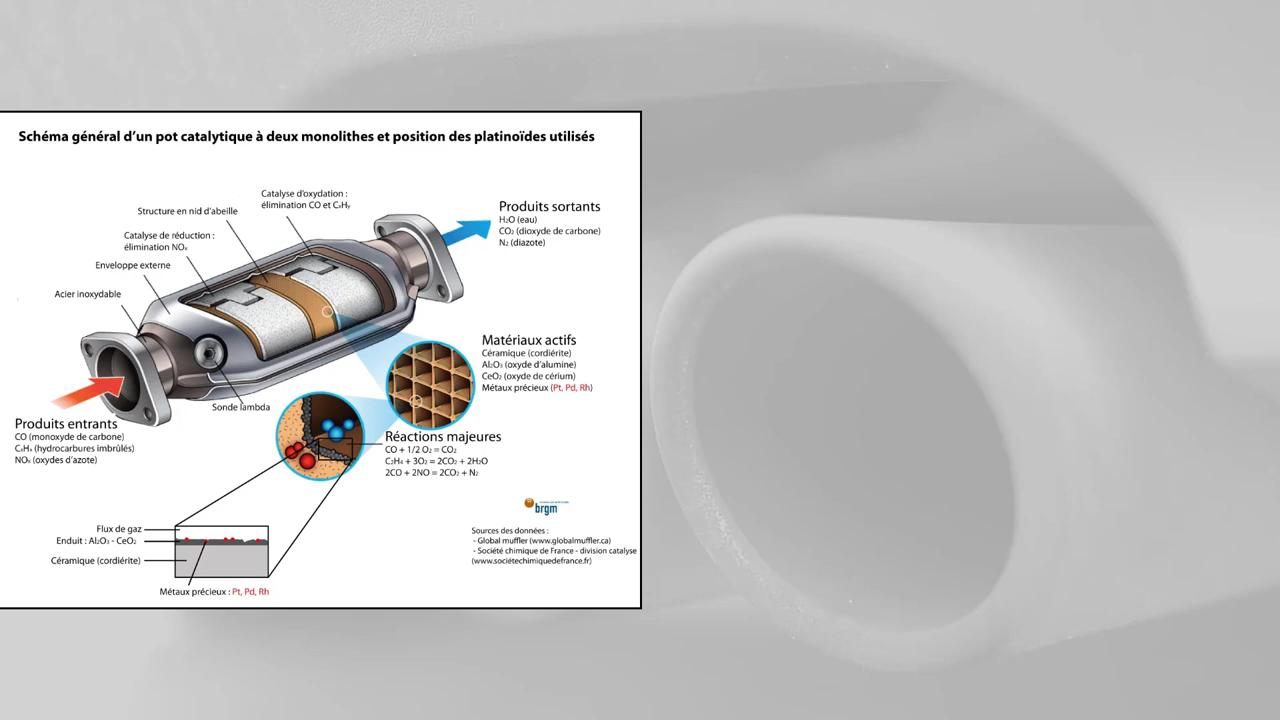 Schéma général d'un pot catalytique à deux monolithes et position des platinoïdes utilisés
Catalyse d'oxydation :
élimination CO et CₓHᵧ
Structure en nid d'abeille
Catalyse de réduction :
élimination NOₓ
Enveloppe externe
Acier inoxydable
Produits sortants
H₂O (eau)
CO₂ (dioxyde de carbone)
N₂ (diazote)
Matériaux actifs
Céramique (cordiérite)
Al₂O₃ (oxyde d'alumine)
CeO₂ (oxyde de cérium)
Métaux précieux (Pt, Pd, Rh)
Sonde lambda
Produits entrants
CO (monoxyde de carbone)
CₓHₓ (hydrocarbures imbrûlés)
NOₓ (oxydes d'azote)
Réactions majeures
CO + 1/2 O₂ = CO₂
C₂H₄ + 3O₂ = 2CO₂ + 2H₂O
2CO + 2NO = 2CO₂ + N₂
brgm
Flux de gaz
Enduit : Al₂O₃ - CeO₂
Céramique (cordiérite)
Métaux précieux : Pt, Pd, Rh
Sources des données :
- Global muffler (www.globalmuffler.ca)
- Société chimique de France - division catalyse
(www.sociétechimiquedefrance.fr)